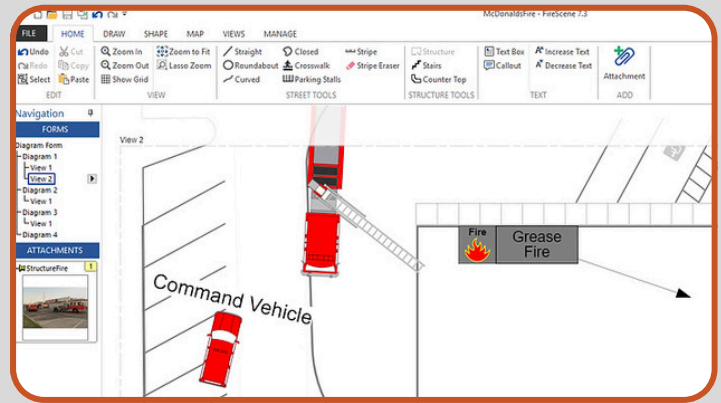 McDonaldsFire - FireScene 7.3
FILE HOME DRAW SHAPE MAP VIEWS MANAGE
Undo Cut Zoom In Zoom to Fit Straight Closed Stripe Structure Text Box Increase Text
Redo Copy Zoom Out Lasso Zoom Roundabout Crosswalk Stripe Eraser Stairs Callout Decrease Text Attachment
Select Paste Show Grid Curved Parking Stalls Counter Top
EDIT VIEW STREET TOOLS STRUCTURE TOOLS TEXT ADD
Navigation
FORMS
Diagram Form
Diagram 1
View 1
View 2
Diagram 2
View 1
Diagram 3
View 1
Diagram 4
ATTACHMENTS
StructureFire 1
View 2
Fire
Grease
Fire
Command Vehicle